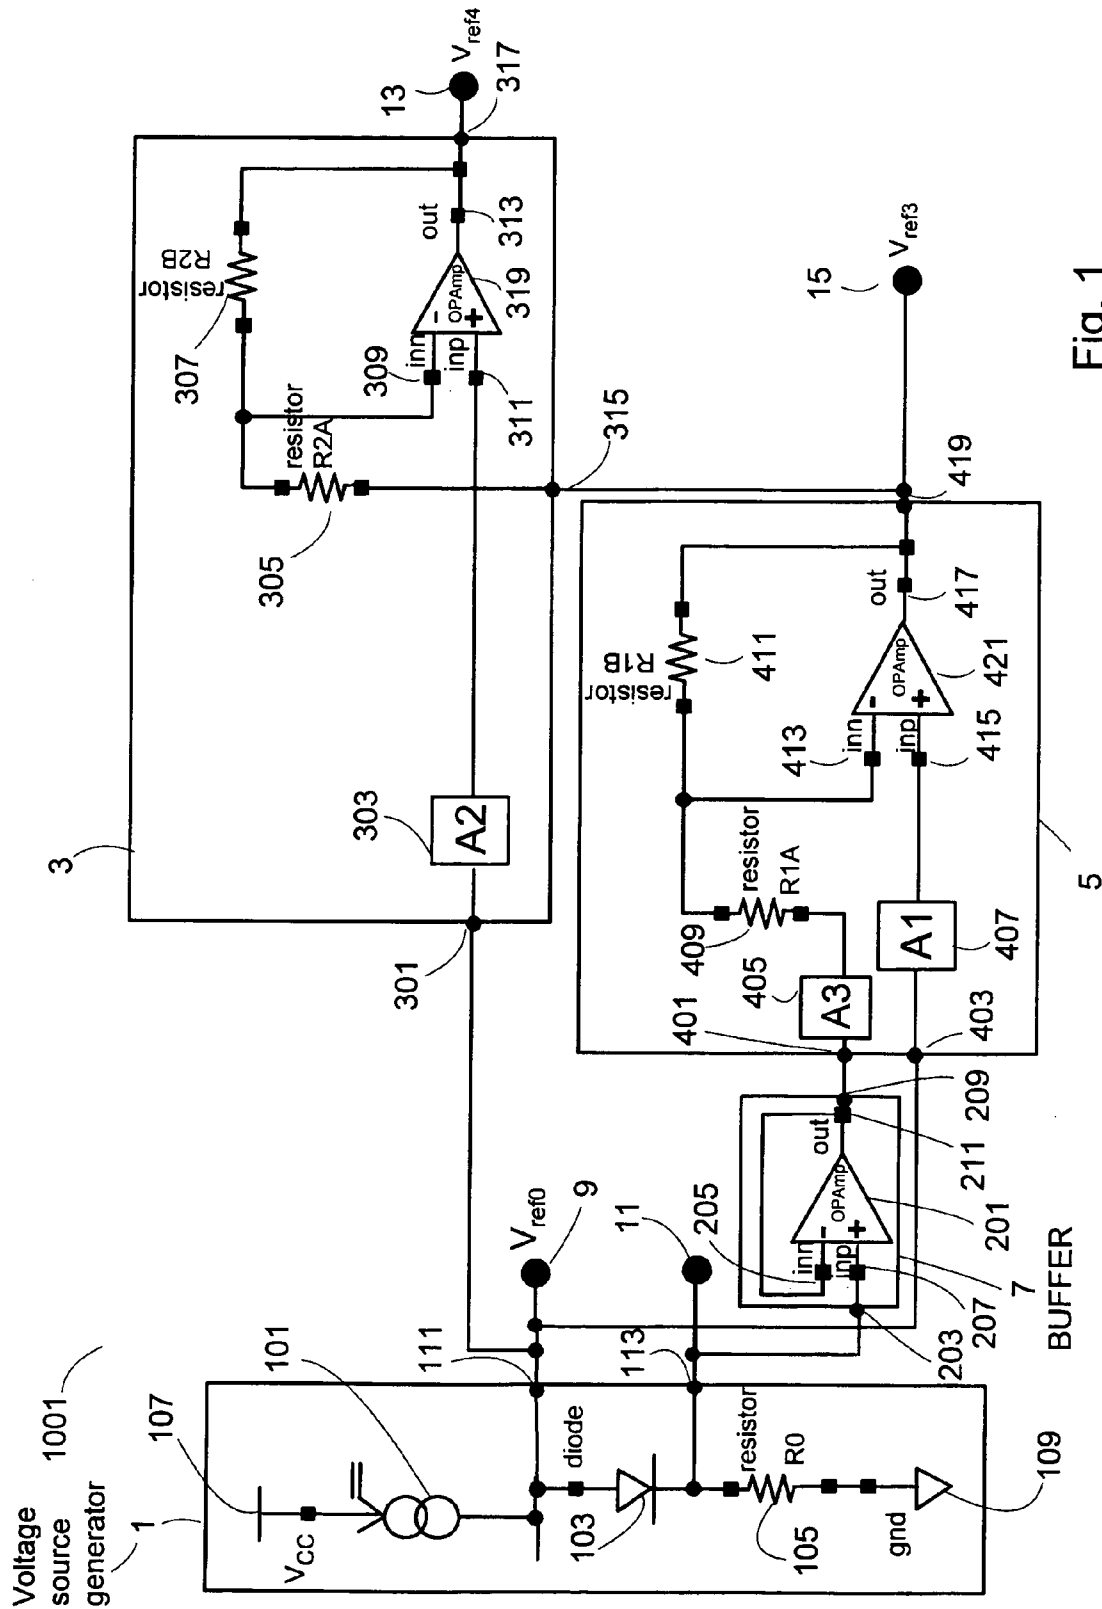 Voltage
source
generator
1001
1
107
101
VCC
111
diode
103
113
resistor
R0
105
gnd
109
Vref0
9
11
205
inn
inp
-
+
OPAmp
out
201
211
209
203
207
7
BUFFER
3
301
303
A2
305
resistor
R2A
307
resistor
R2B
309
inn
inp
311
-
+
OPAmp
319
out
313
315
13
Vref4
317
401
403
405
A3
A1
407
409
resistor
R1A
resistor
R1B
411
413
inn
inp
415
-
+
OPAmp
421
out
417
419
5
15
Vref3
Fig. 1